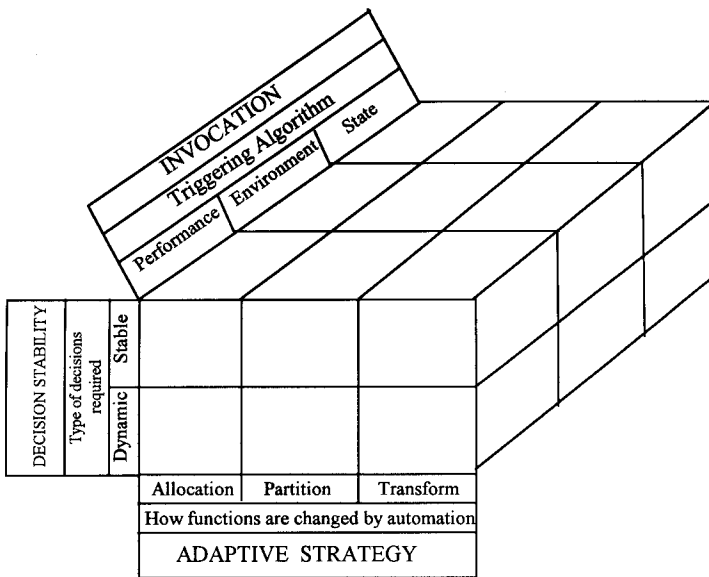 INVOCATION
Triggering Algorithm
Performance
Environment
State
DECISION STABILITY
Type of decisions
required
Stable
Dynamic
Allocation
Partition
Transform
How functions are changed by automation
ADAPTIVE STRATEGY